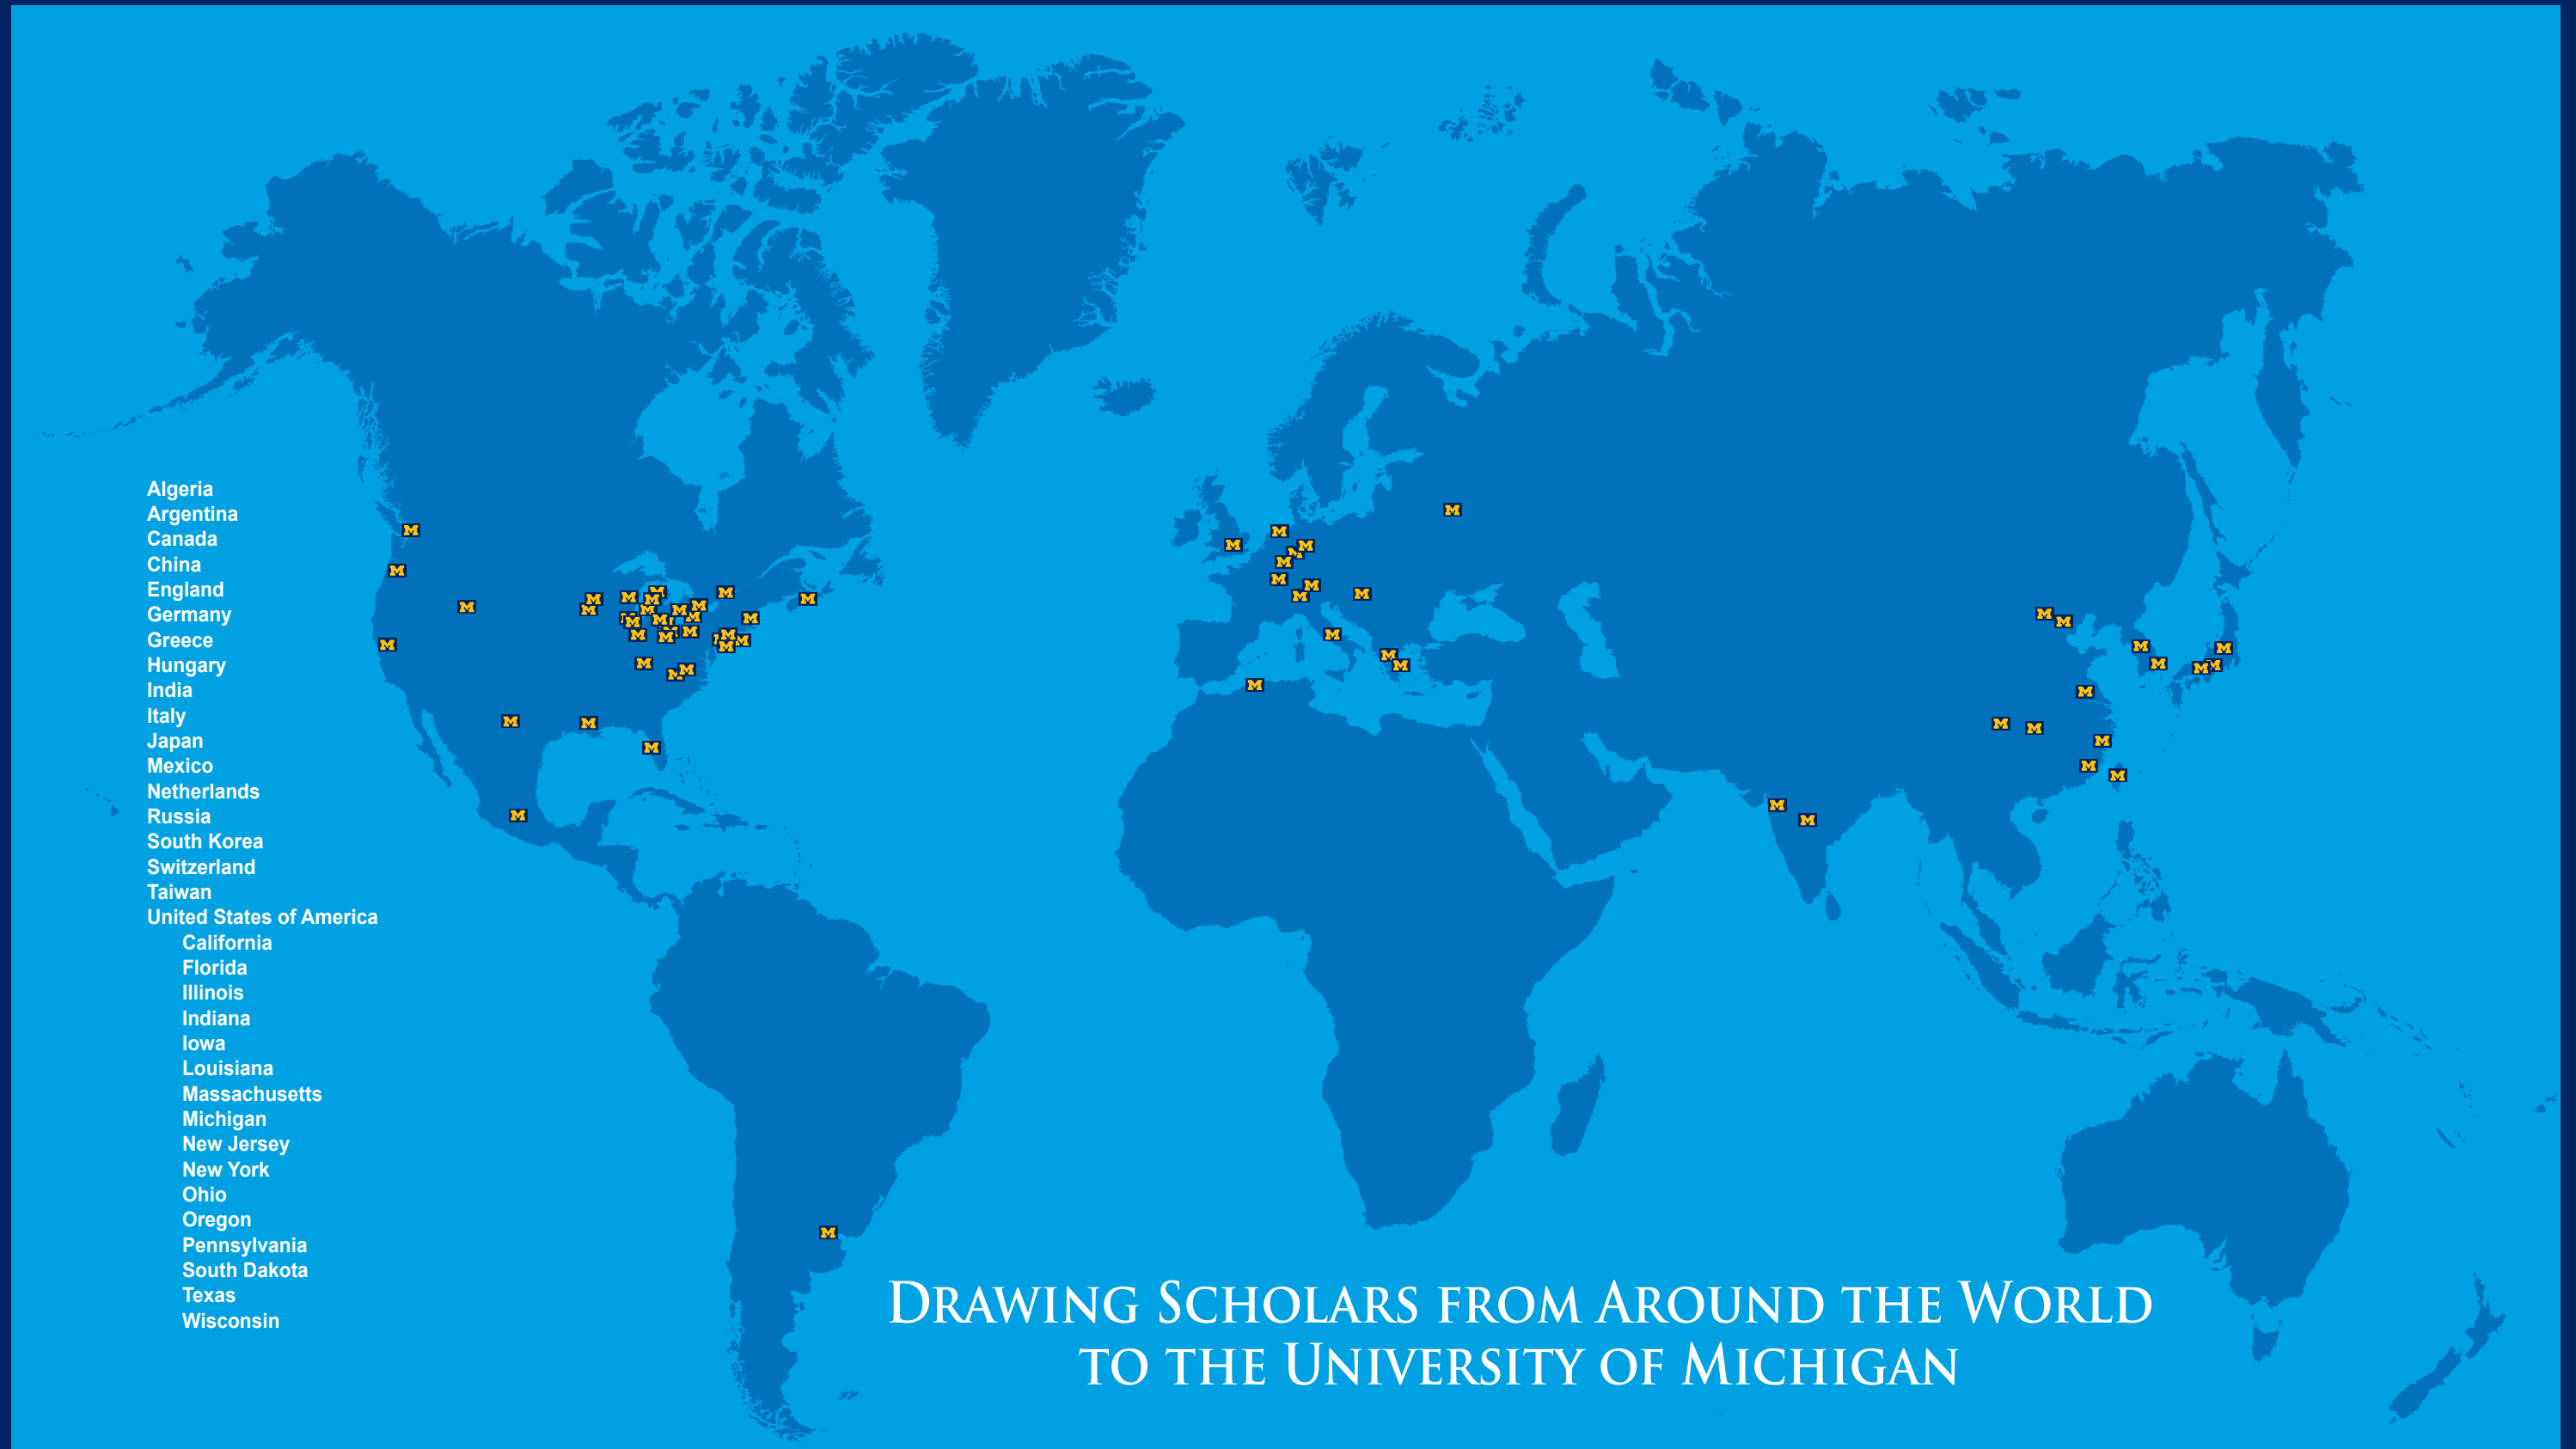 Algeria
Argentina
Canada
China
England
Germany
Greece
Hungary
India
Italy
Japan
Mexico
Netherlands
Russia
South Korea
Switzerland
Taiwan
United States of America
California
Florida
Illinois
Indiana
Iowa
Louisiana
Massachusetts
Michigan
New Jersey
New York
Ohio
Oregon
Pennsylvania
South Dakota
Texas
Wisconsin
Drawing Scholars from Around the World
to the University of Michigan